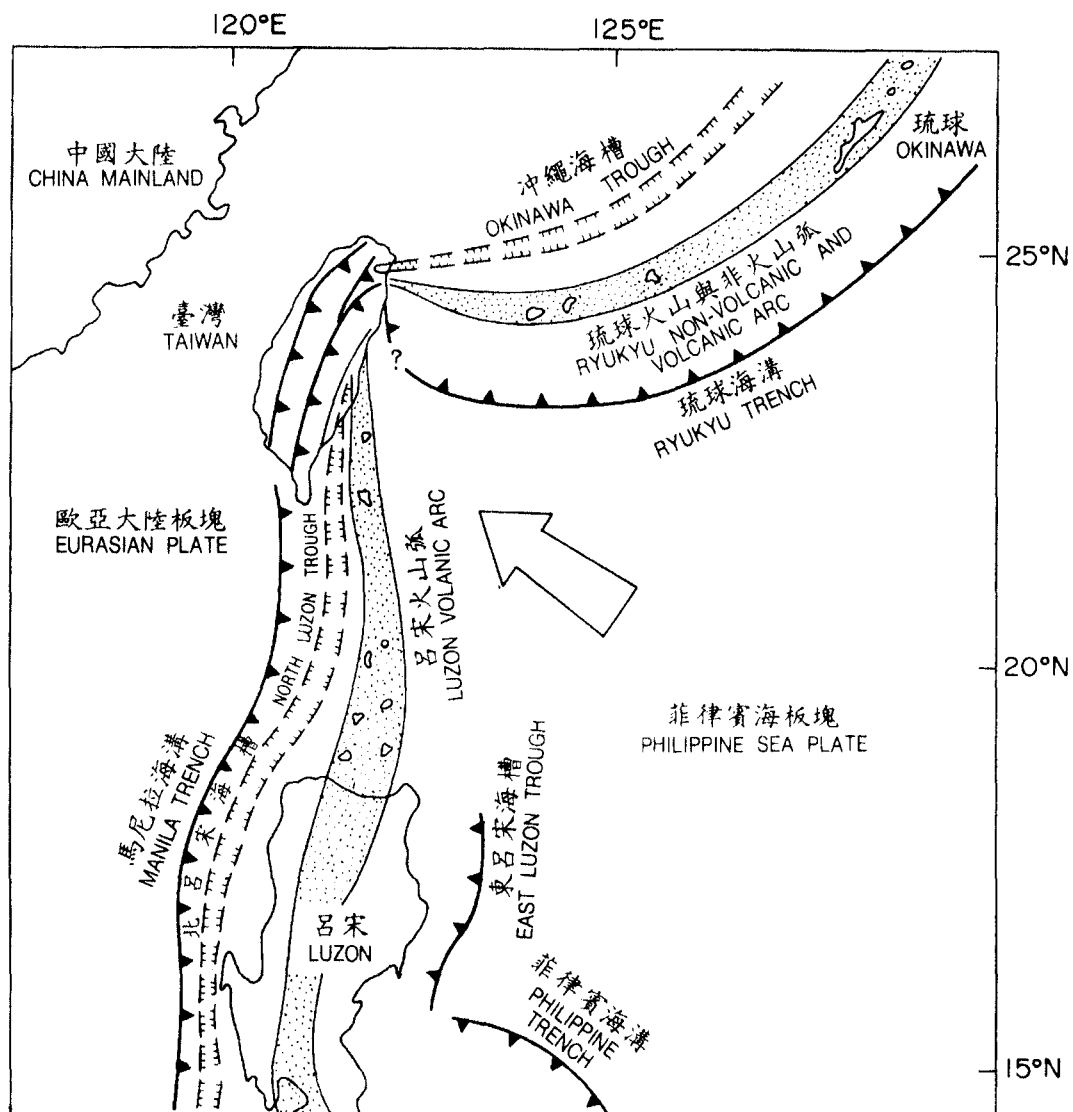 120°E
125°E
中國大陸
CHINA MAINLAND
沖繩海槽
OKINAWA TROUGH
琉球
OKINAWA
25°N
臺灣
TAIWAN
琉球火山與非火山弧
RYUKYU NON-VOLCANIC AND
VOLCANIC ARC
?
琉球海溝
RYUKYU TRENCH
歐亞大陸板塊
EURASIAN PLATE
北呂宋海槽
NORTH LUZON TROUGH
呂宋火山弧
LUZON VOLANIC ARC
20°N
菲律賓海板塊
PHILIPPINE SEA PLATE
馬尼拉海溝
MANILA TRENCH
東呂宋海槽
EAST LUZON TROUGH
呂宋
LUZON
菲律賓海溝
PHILIPPINE
TRENCH
15°N